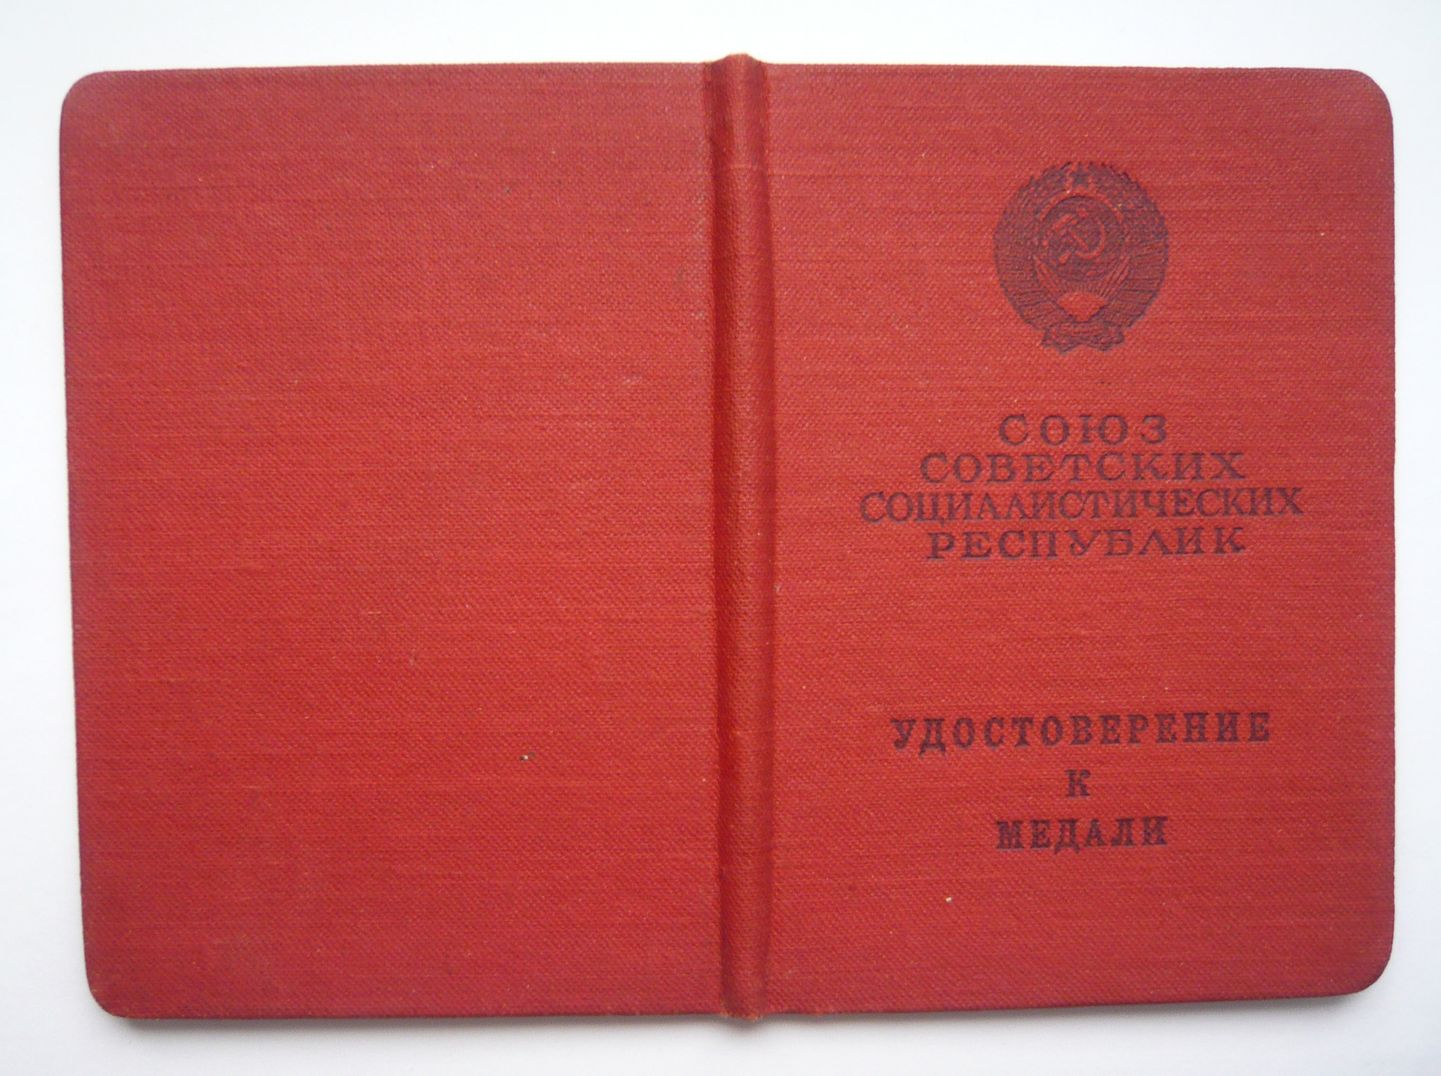 СОЮЗ
СОВЕТСКИХ
СОЦИАЛИСТИЧЕСКИХ
РЕСПУБЛИК
УДОСТОВЕРЕНИЕ
К
МЕДАЛИ